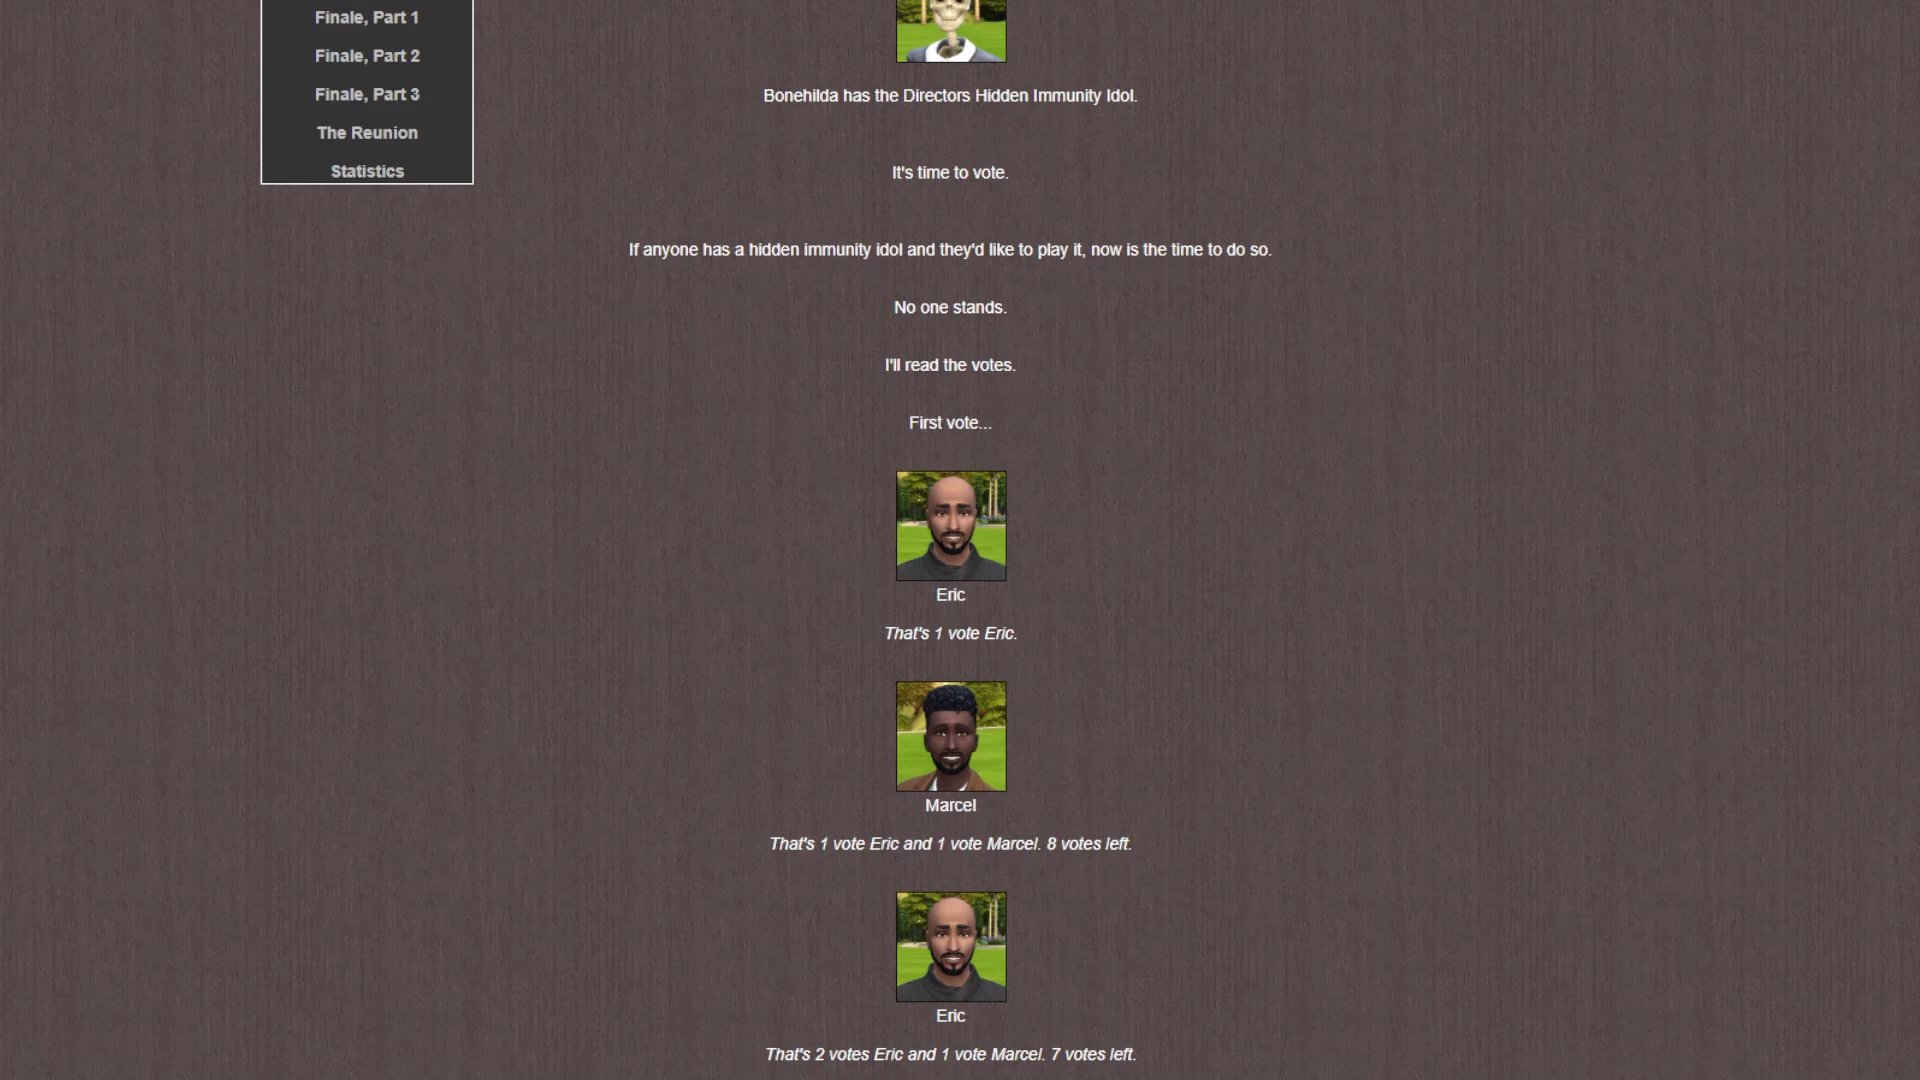 Finale, Part 1
Finale, Part 2
Finale, Part 3
The Reunion
Statistics
Bonehilda has the Directors Hidden Immunity Idol.
It's time to vote.
If anyone has a hidden immunity idol and they'd like to play it, now is the time to do so.
No one stands.
I'll read the votes.
First vote...
Eric
That's 1 vote Eric.
Marcel
That's 1 vote Eric and 1 vote Marcel. 8 votes left.
Eric
That's 2 votes Eric and 1 vote Marcel. 7 votes left.